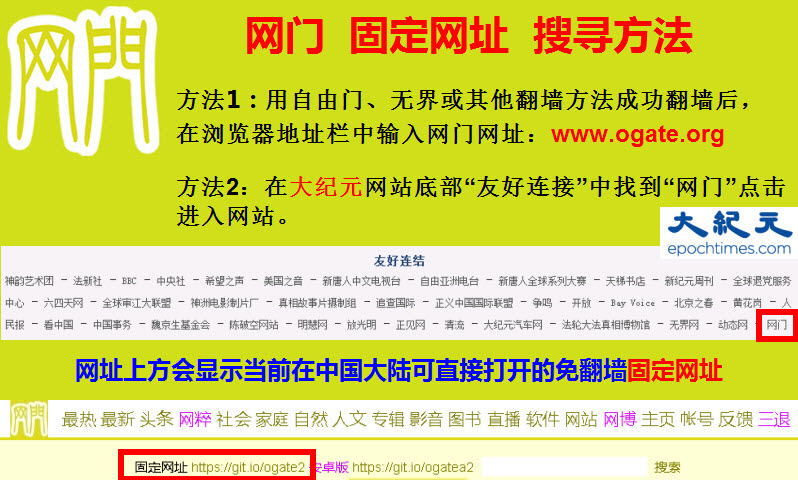 网門
网门 固定网址 搜寻方法
方法1：用自由门、无界或其他翻墙方法成功翻墙后，
在浏览器地址栏中输入网门网址：www.ogate.org
方法2：在大纪元网站底部“友好连接”中找到“网门”点击
进入网站。
大紀元
epochtimes.com
友好连结
神韵艺术团 - 法新社 - BBC - 中央社 - 希望之声 - 美国之音 - 新唐人中文电视台 - 自由亚洲电台 - 新唐人全球系列大赛 - 天梯书店 - 新纪元周刊 - 全球退党服务
中心 - 六四天网 - 全球审江大联盟 - 神洲电影制片厂 - 真相故事片摄制组 - 追查国际 - 正义中国国际联盟 - 争鸣 - 开放 - Bay Voice - 北京之春 - 黄花岗 - 人
民报 - 看中国 - 中国事务 - 魏京生基金会 - 陈破空网站 - 明慧网 - 放光明 - 正见网 - 清流 - 大纪元汽车网 - 法轮大法真相博物馆 - 无界网 - 动态网 - 网门
网址上方会显示当前在中国大陆可直接打开的免翻墙固定网址
网門 最热 最新 头条 网粹 社会 家庭 自然 人文 专辑 影音 图书 直播 软件 网站 网博 主页 帐号 反馈 三退
固定网址 https://git.io/ogate2 安卓版 https://git.io/ogatea2 搜索